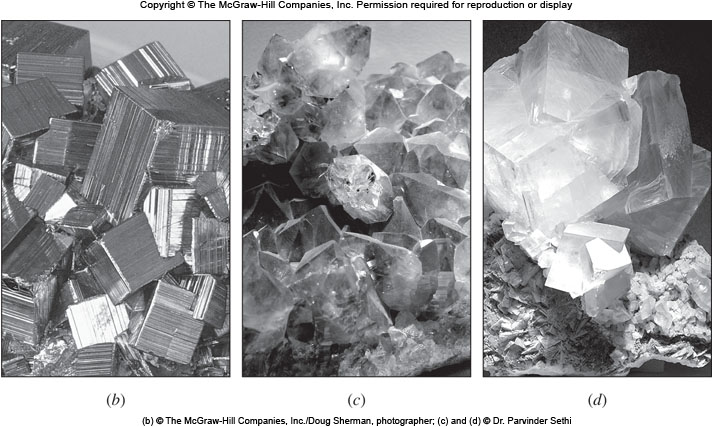 Copyright © The McGraw-Hill Companies, Inc. Permission required for reproduction or display
(b) (c) (d)
(b) © The McGraw-Hill Companies, Inc./Doug Sherman, photographer; (c) and (d) © Dr. Parvinder Sethi